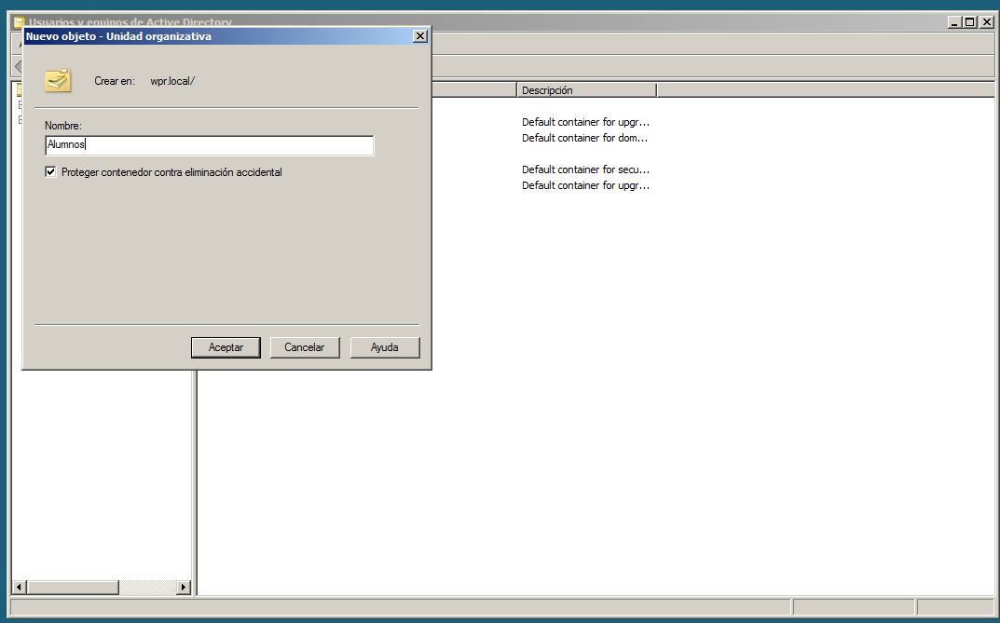 Usuarios y equipos de Active Directory
Nuevo objeto - Unidad organizativa
Crear en: wpr.local/
Nombre:
Alumnos
Proteger contenedor contra eliminación accidental
Aceptar Cancelar Ayuda
Descripción
Default container for upgr...
Default container for dom...
Default container for secu...
Default container for upgr...